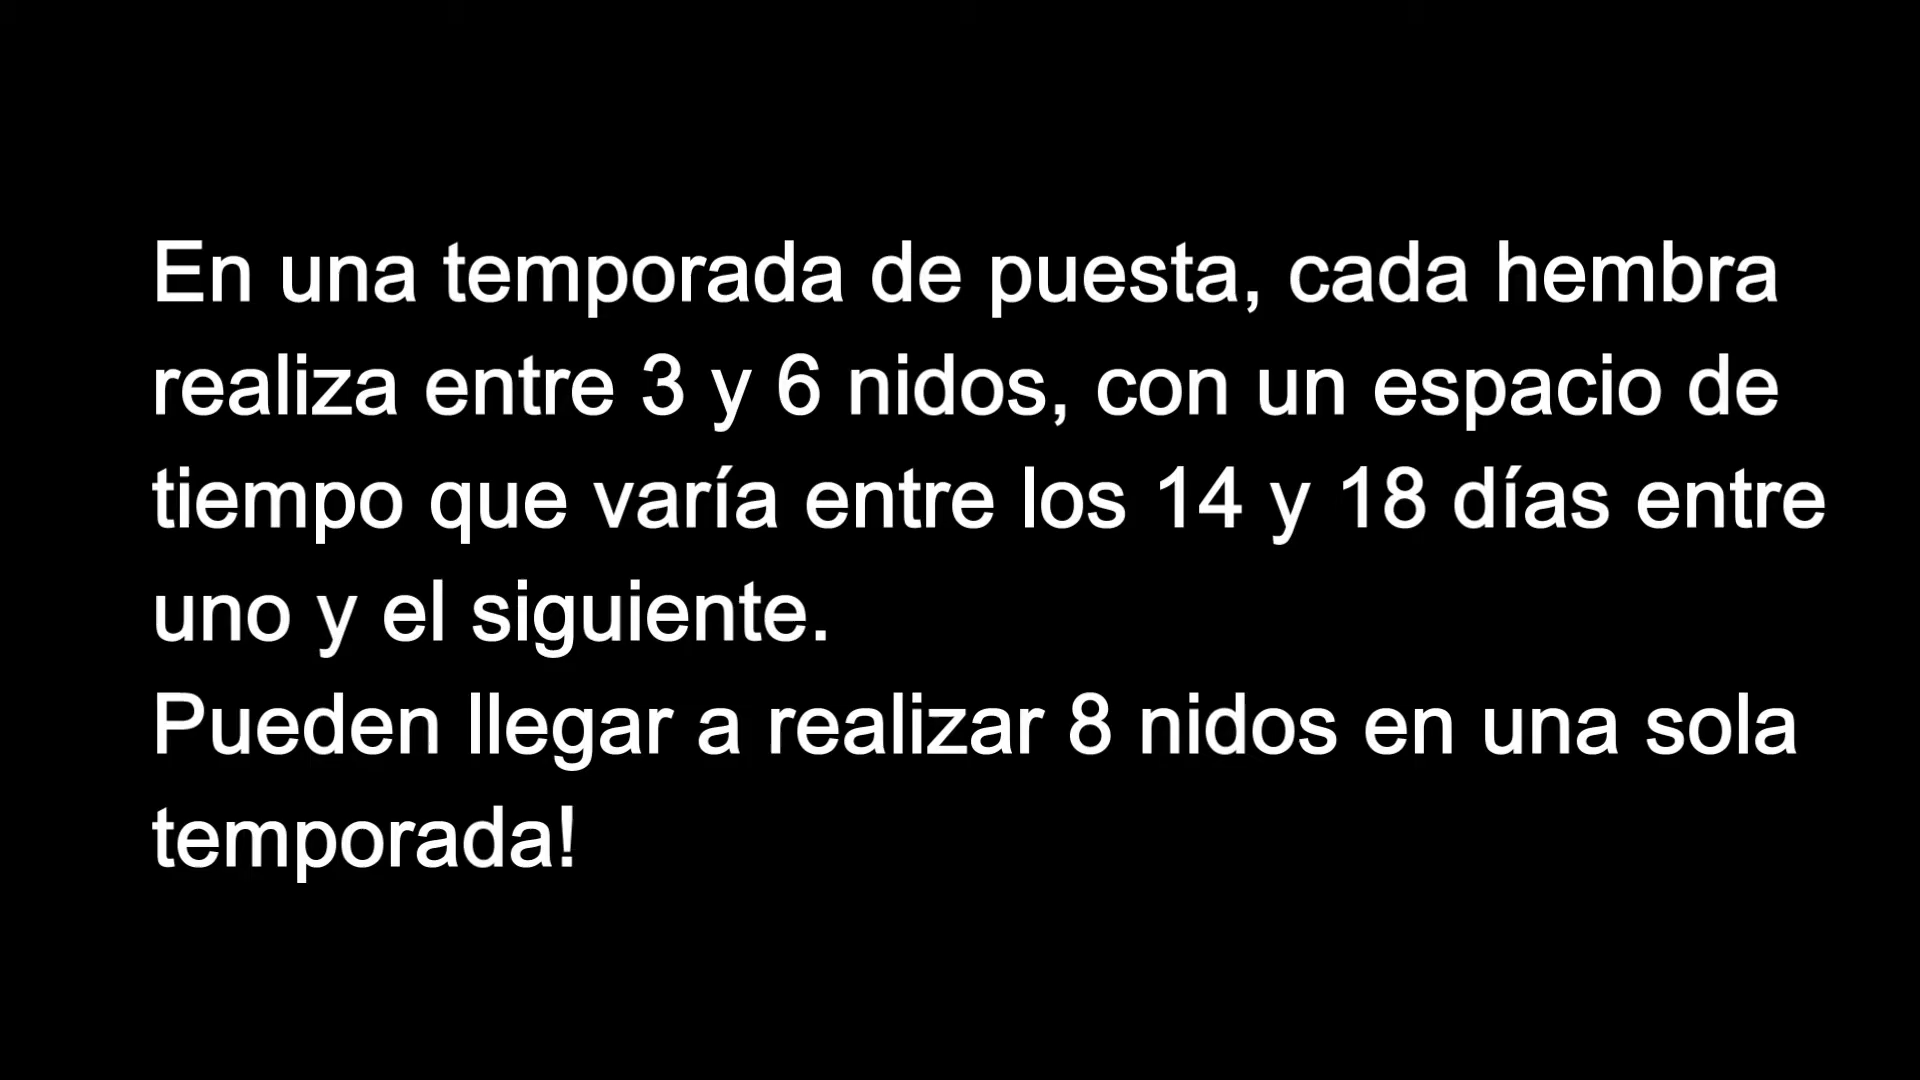 En una temporada de puesta, cada hembra
realiza entre 3 y 6 nidos, con un espacio de
tiempo que varía entre los 14 y 18 días entre
uno y el siguiente.
Pueden llegar a realizar 8 nidos en una sola
temporada!